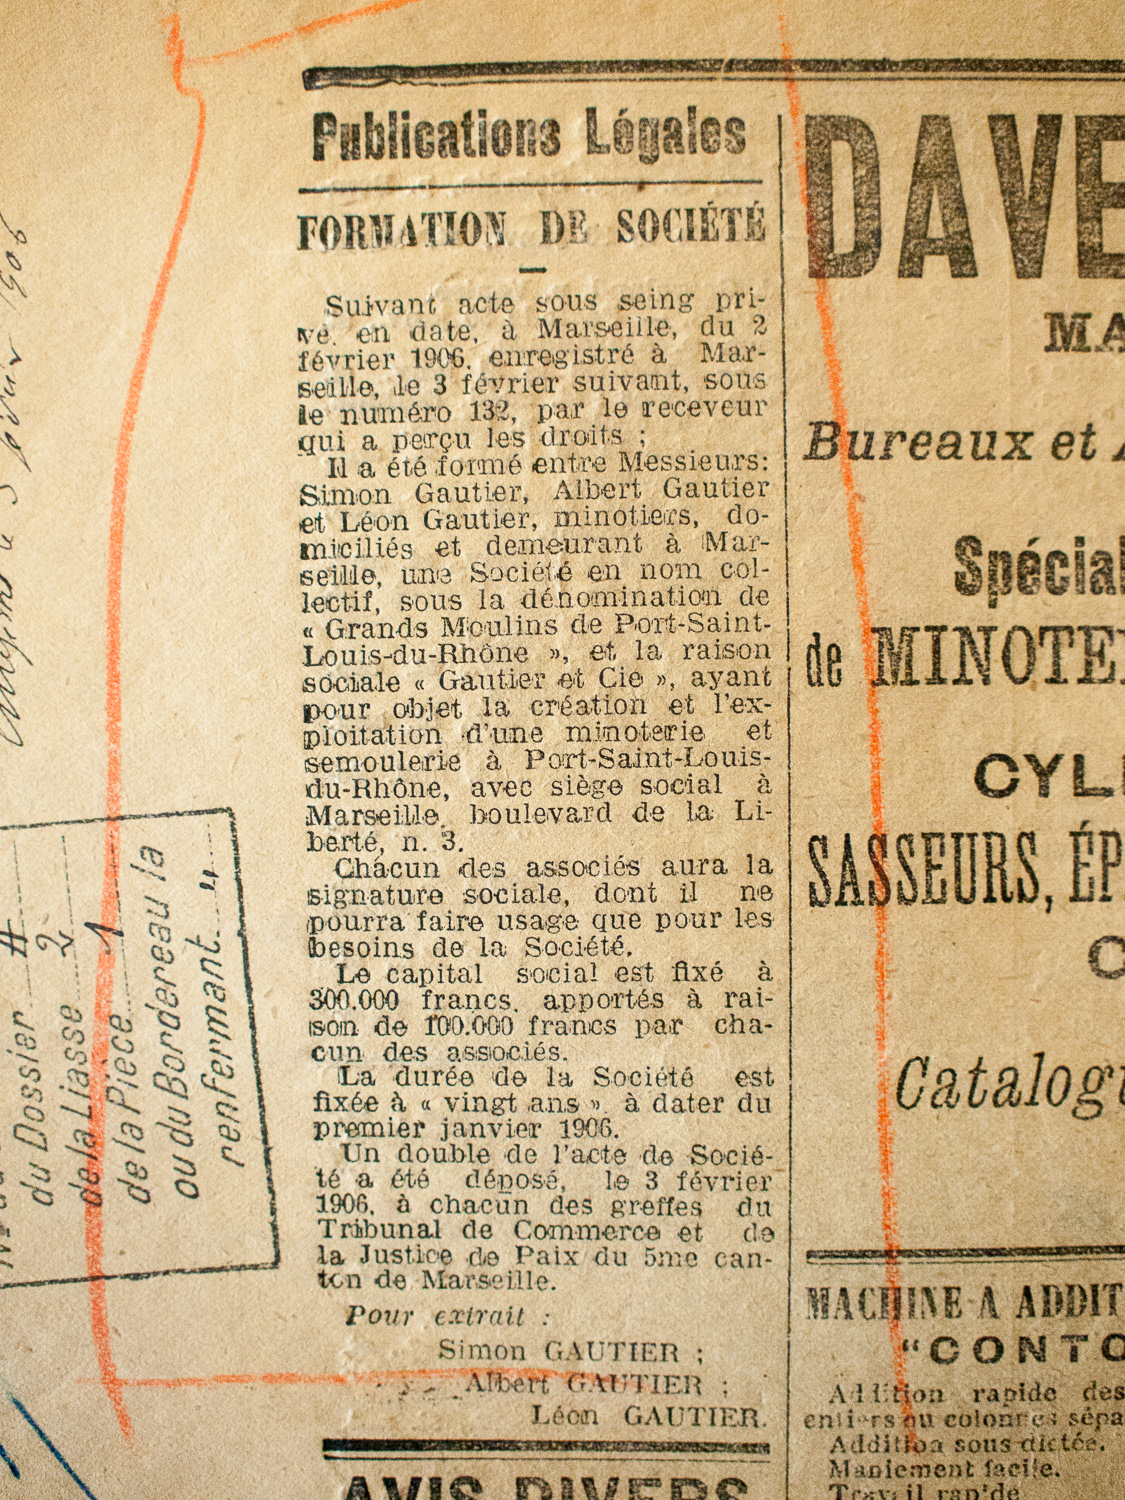 Publications Légales
FORMATION DE SOCIÉTÉ
Suivant acte sous seing pri-
vé, en date, à Marseille, du 2
février 1906, enregistré à Mar-
seille, le 3 février suivant, sous
le numéro 132, par le receveur
qui a perçu les droits ;
Il a été formé entre Messieurs:
Simon Gautier, Albert Gautier
et Léon Gautier, minotiers, do-
miciliés et demeurant à Mar-
seille, une Société en nom col-
lectif, sous la dénomination de
« Grands Moulins de Port-Saint-
Louis-du-Rhône », et la raison
sociale « Gautier et Cie », ayant
pour objet la création et l'ex-
ploitation d'une minoterie et
semoulerie à Port-Saint-Louis-
du-Rhône, avec siège social à
Marseille, boulevard de la Li-
berté, n. 3.
Chacun des associés aura la
signature sociale, dont il ne
pourra faire usage que pour les
besoins de la Société.
Le capital social est fixé à
300.000 francs, apportés à rai-
son de 100.000 francs par cha-
cun des associés.
La durée de la Société est
fixée à « vingt ans », à dater du
premier janvier 1906.
Un double de l'acte de Socié-
té a été déposé, le 3 février
1906, à chacun des greffes du
Tribunal de Commerce et de
la Justice de Paix du 5me can-
ton de Marseille.
Pour extrait :
Simon GAUTIER ;
Albert GAUTIER ;
Léon GAUTIER.
AVIS DIVERS
DAVE
MA
Bureaux et A
Spécial
de MINOTE
CYLI
SASSEURS, ÉP
C
Catalogu
MACHINE A ADDIT
"CONTO
Addition rapide des
entiers ou colonnes sépa
Addition sous dictée.
Maniement facile.
Travail rapide
1906
du Dossier #
de la Liasse 2
de la Pièce 1
ou du Bordereau la
renfermant "